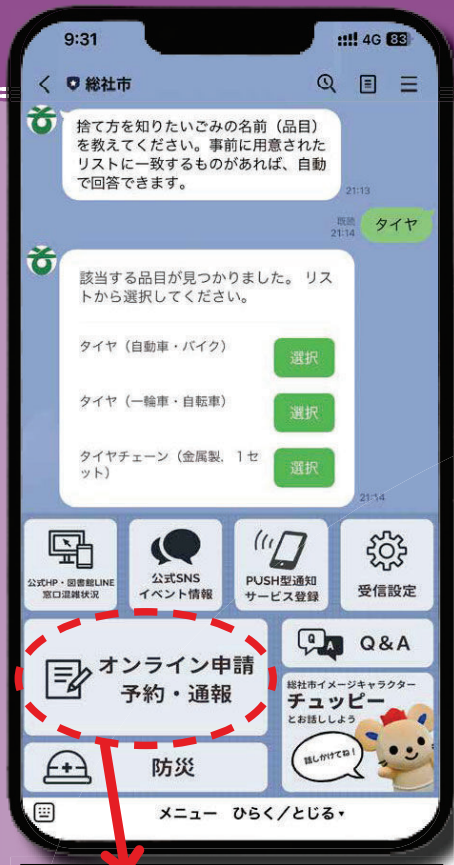 9:31
4G 83
総社市
捨て方を知りたいごみの名前（品目）
を教えてください。事前に用意された
リストに一致するものがあれば、自動
で回答できます。
21:13
既読
21:14
タイヤ
該当する品目が見つかりました。 リス
トから選択してください。
タイヤ（自動車・バイク）
選択
タイヤ（一輪車・自転車）
選択
タイヤチェーン（金属製、１セ
ット）
選択
21:14
公式HP・図書館LINE
窓口混雑状況
公式SNS
イベント情報
PUSH型通知
サービス登録
受信設定
オンライン申請
予約・通報
Q A
Q&A
防災
総社市イメージキャラクター
チュッピー
とお話ししよう
話しかけてね！
メニュー ひらく／とじる▾